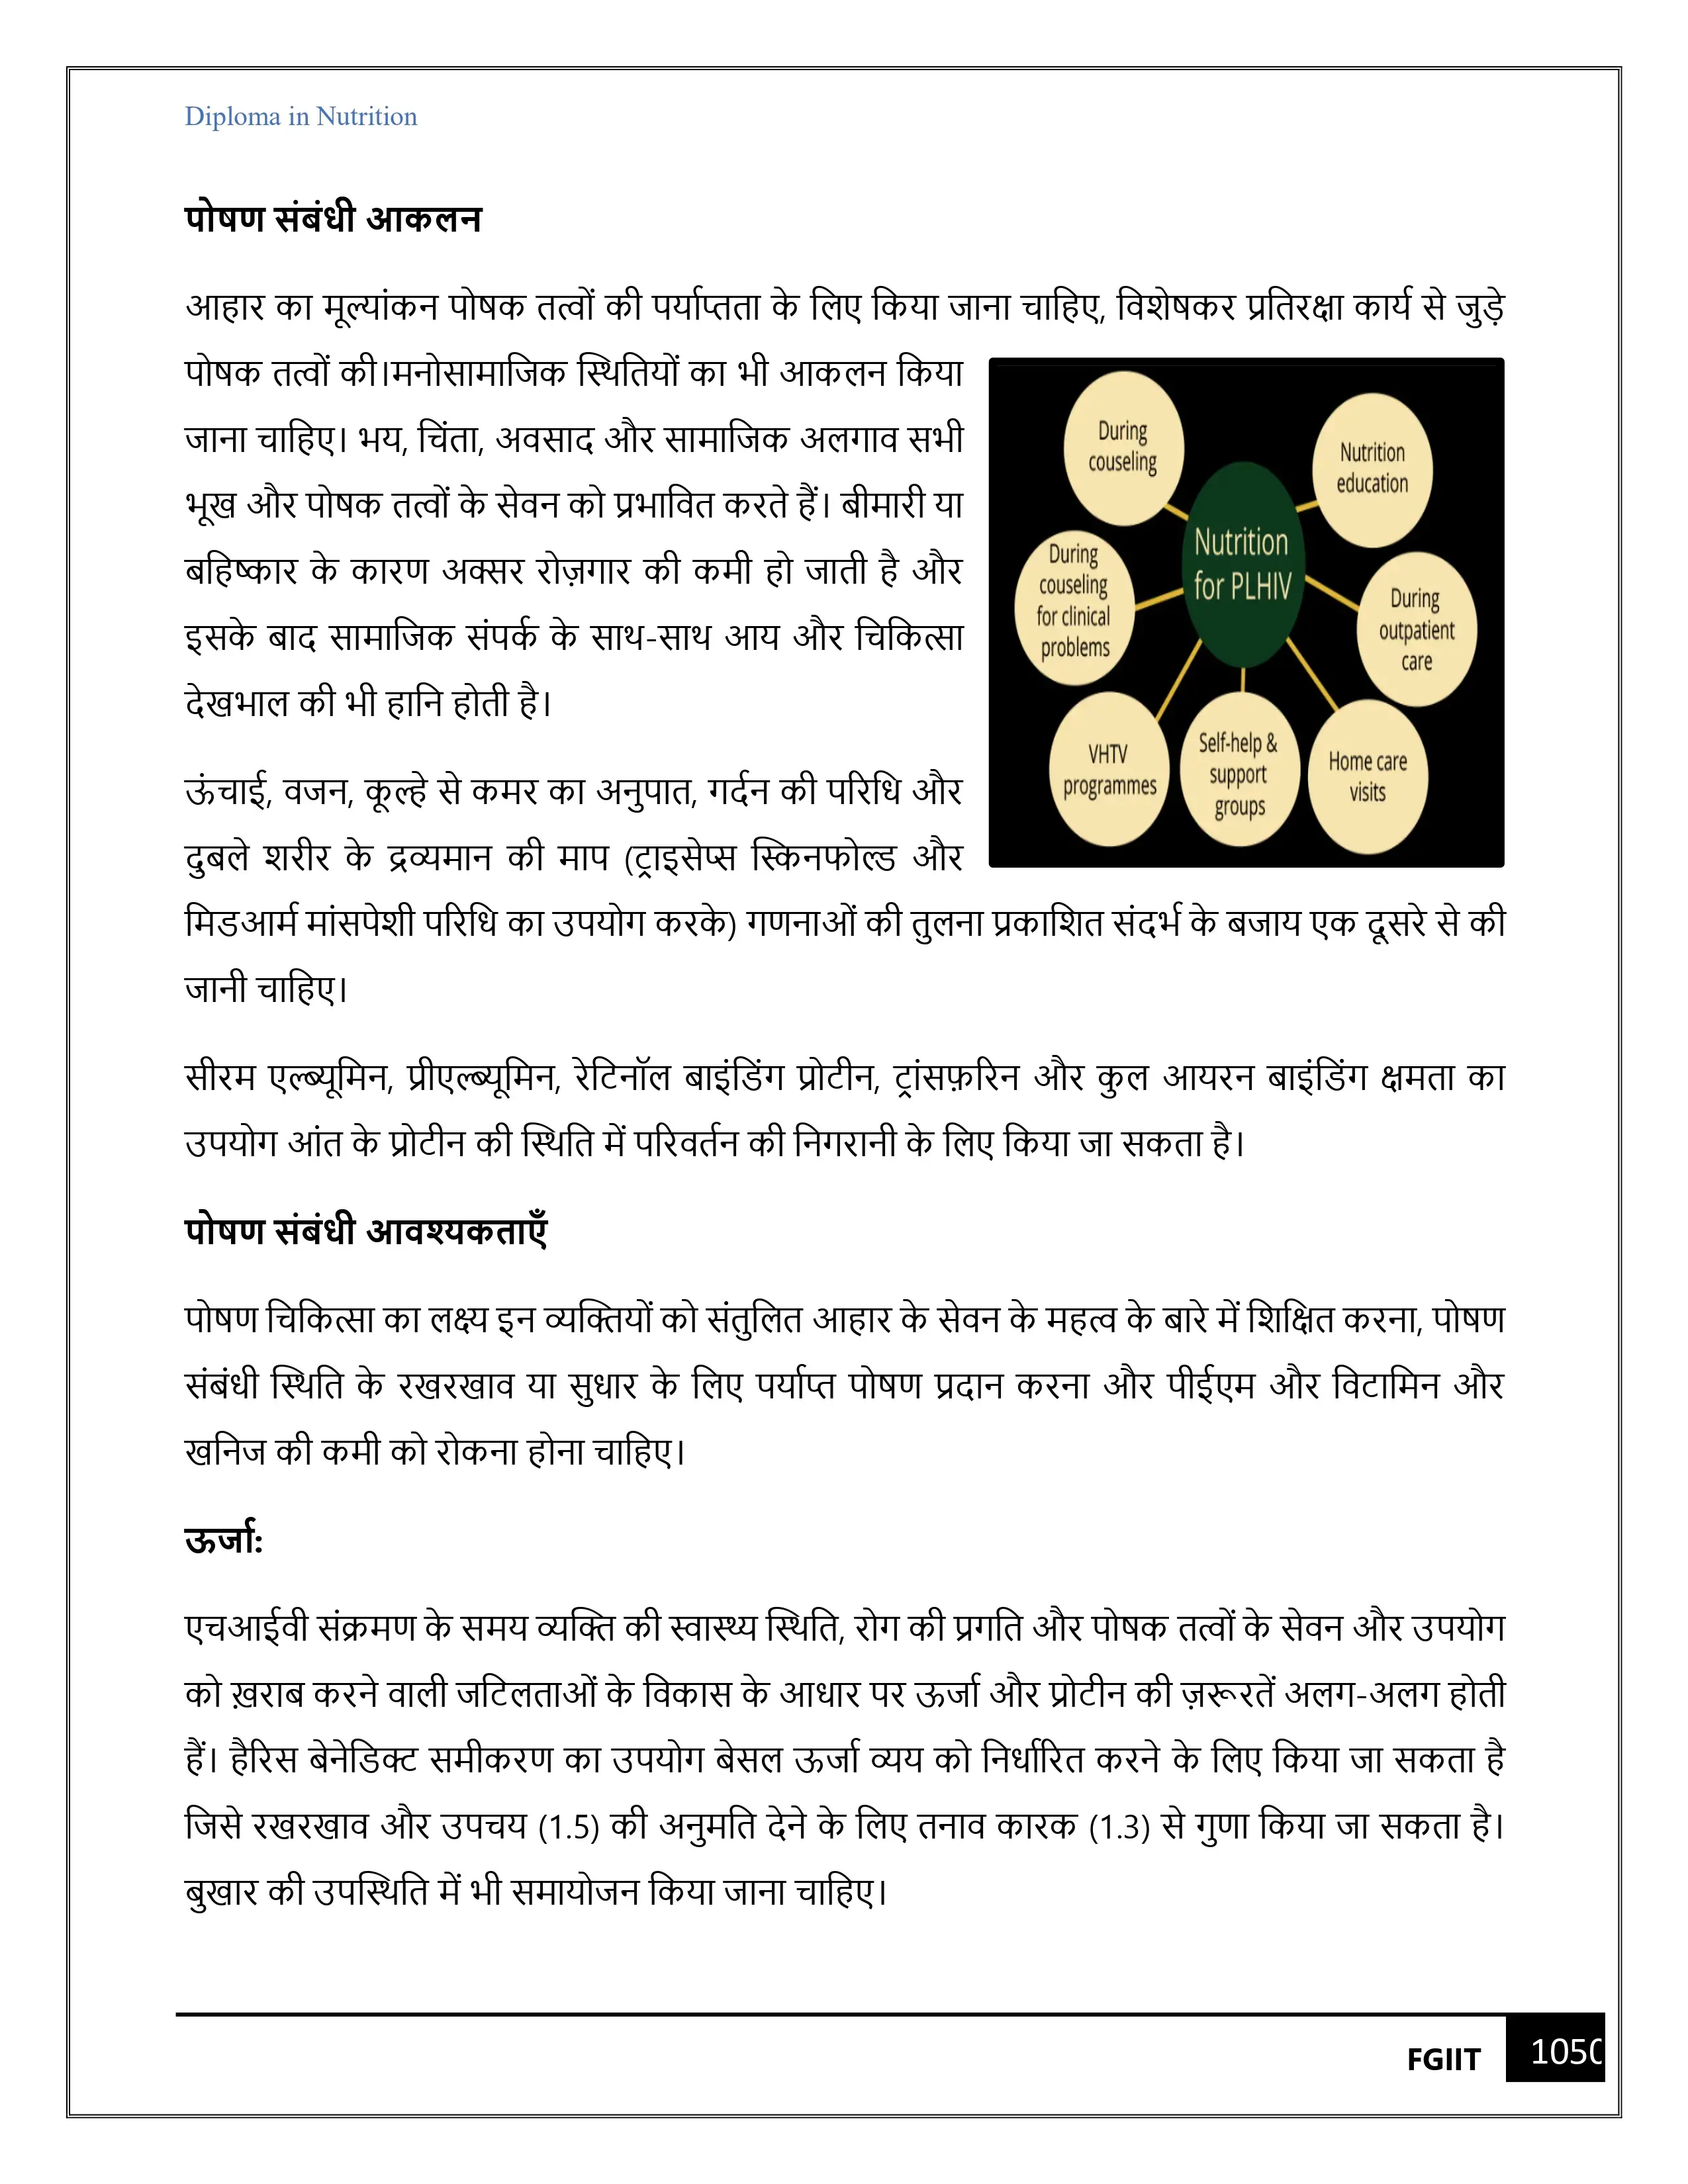 Diploma in Nutrition
पोषण संबंधी आकलन
आहार का मूल्यांकन पोषक तत्वों की पर्याप्तता के लिए किया जाना चाहिए, विशेषकर प्रतिरक्षा कार्य से जुड़े
पोषक तत्वों की।मनोसामाजिक स्थितियों का भी आकलन किया
जाना चाहिए। भय, चिंता, अवसाद और सामाजिक अलगाव सभी
भूख और पोषक तत्वों के सेवन को प्रभावित करते हैं। बीमारी या
बहिष्कार के कारण अक्सर रोज़गार की कमी हो जाती है और
इसके बाद सामाजिक संपर्क के साथ-साथ आय और चिकित्सा
देखभाल की भी हानि होती है।
During
couseling
Nutrition
education
Nutrition
for PLHIV
During
couseling
for clinical
problems
During
outpatient
care
VHTV
programmes
Self-help &
support
groups
Home care
visits
ऊंचाई, वजन, कूल्हे से कमर का अनुपात, गर्दन की परिधि और
दुबले शरीर के द्रव्यमान की माप (ट्राइसेप्स स्किनफोल्ड और
मिडआर्म मांसपेशी परिधि का उपयोग करके) गणनाओं की तुलना प्रकाशित संदर्भ के बजाय एक दूसरे से की
जानी चाहिए।
सीरम एल्ब्यूमिन, प्रीएल्ब्यूमिन, रेटिनॉल बाइंडिंग प्रोटीन, ट्रांसफ़रिन और कुल आयरन बाइंडिंग क्षमता का
उपयोग आंत के प्रोटीन की स्थिति में परिवर्तन की निगरानी के लिए किया जा सकता है।
पोषण संबंधी आवश्यकताएँ
पोषण चिकित्सा का लक्ष्य इन व्यक्तियों को संतुलित आहार के सेवन के महत्व के बारे में शिक्षित करना, पोषण
संबंधी स्थिति के रखरखाव या सुधार के लिए पर्याप्त पोषण प्रदान करना और पीईएम और विटामिन और
खनिज की कमी को रोकना होना चाहिए।
ऊर्जा:
एचआईवी संक्रमण के समय व्यक्ति की स्वास्थ्य स्थिति, रोग की प्रगति और पोषक तत्वों के सेवन और उपयोग
को ख़राब करने वाली जटिलताओं के विकास के आधार पर ऊर्जा और प्रोटीन की ज़रूरतें अलग-अलग होती
हैं। हैरिस बेनेडिक्ट समीकरण का उपयोग बेसल ऊर्जा व्यय को निर्धारित करने के लिए किया जा सकता है
जिसे रखरखाव और उपचय (1.5) की अनुमति देने के लिए तनाव कारक (1.3) से गुणा किया जा सकता है।
बुखार की उपस्थिति में भी समायोजन किया जाना चाहिए।
FGIIT
1050